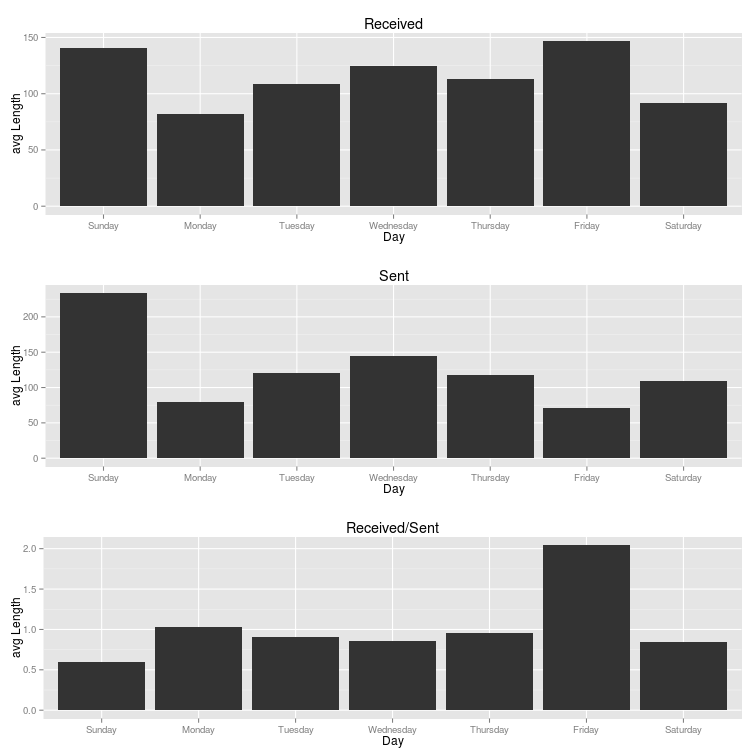 Received
avg Length
150
100
50
0
Sunday Monday Tuesday Wednesday Thursday Friday Saturday
Day
Sent
avg Length
200
150
100
50
0
Sunday Monday Tuesday Wednesday Thursday Friday Saturday
Day
Received/Sent
avg Length
2.0
1.5
1.0
0.5
0.0
Sunday Monday Tuesday Wednesday Thursday Friday Saturday
Day